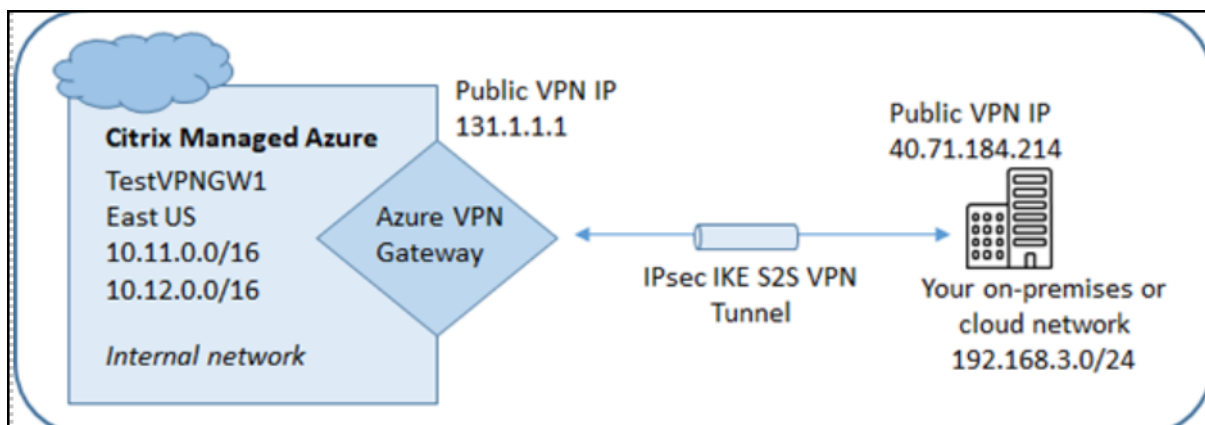 Public VPN IP
131.1.1.1
Public VPN IP
40.71.184.214
Citrix Managed Azure
TestVPNGW1
East US
10.11.0.0/16
10.12.0.0/16
Internal network
Azure VPN
Gateway
IPsec IKE S2S VPN
Tunnel
Your on-premises or
cloud network
192.168.3.0/24